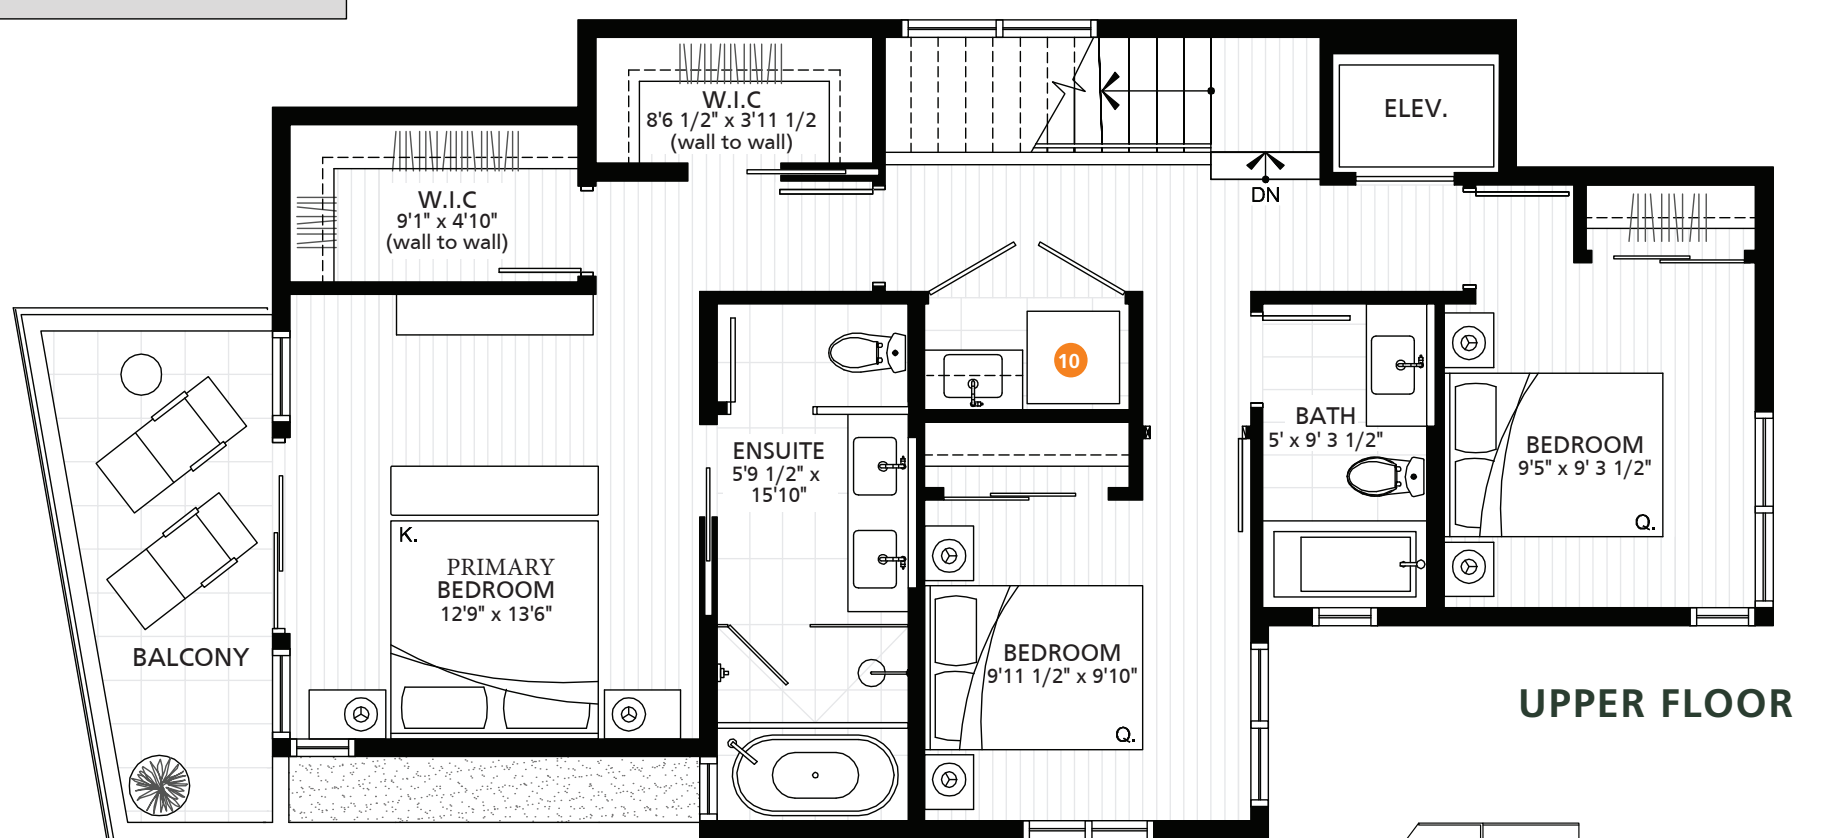 W.I.C
8'6 1/2" x 3'11 1/2
(wall to wall)
ELEV.
W.I.C
9'1" x 4'10"
(wall to wall)
DN
10
BATH
5' x 9' 3 1/2"
BEDROOM
9'5" x 9' 3 1/2"
Q.
ENSUITE
5'9 1/2" x
15'10"
K.
PRIMARY
BEDROOM
12'9" x 13'6"
BALCONY
BEDROOM
9'11 1/2" x 9'10"
Q.
UPPER FLOOR